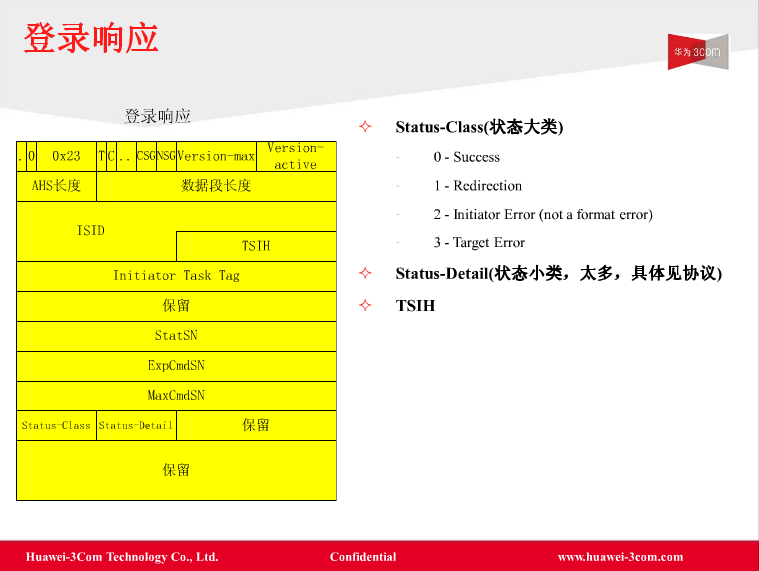 登录响应
华为3com
登录响应
. 0 0x23 T C .. CSG NSG Version-max Version-
active
AHS长度 数据段长度
ISID
TSIH
Initiator Task Tag
保留
StatSN
ExpCmdSN
MaxCmdSN
Status-Class Status-Detail 保留
保留
Status-Class(状态大类)
- 0 - Success
- 1 - Redirection
- 2 - Initiator Error (not a format error)
- 3 - Target Error
Status-Detail(状态小类，太多，具体见协议)
TSIH
Huawei-3Com Technology Co., Ltd. Confidential www.huawei-3com.com